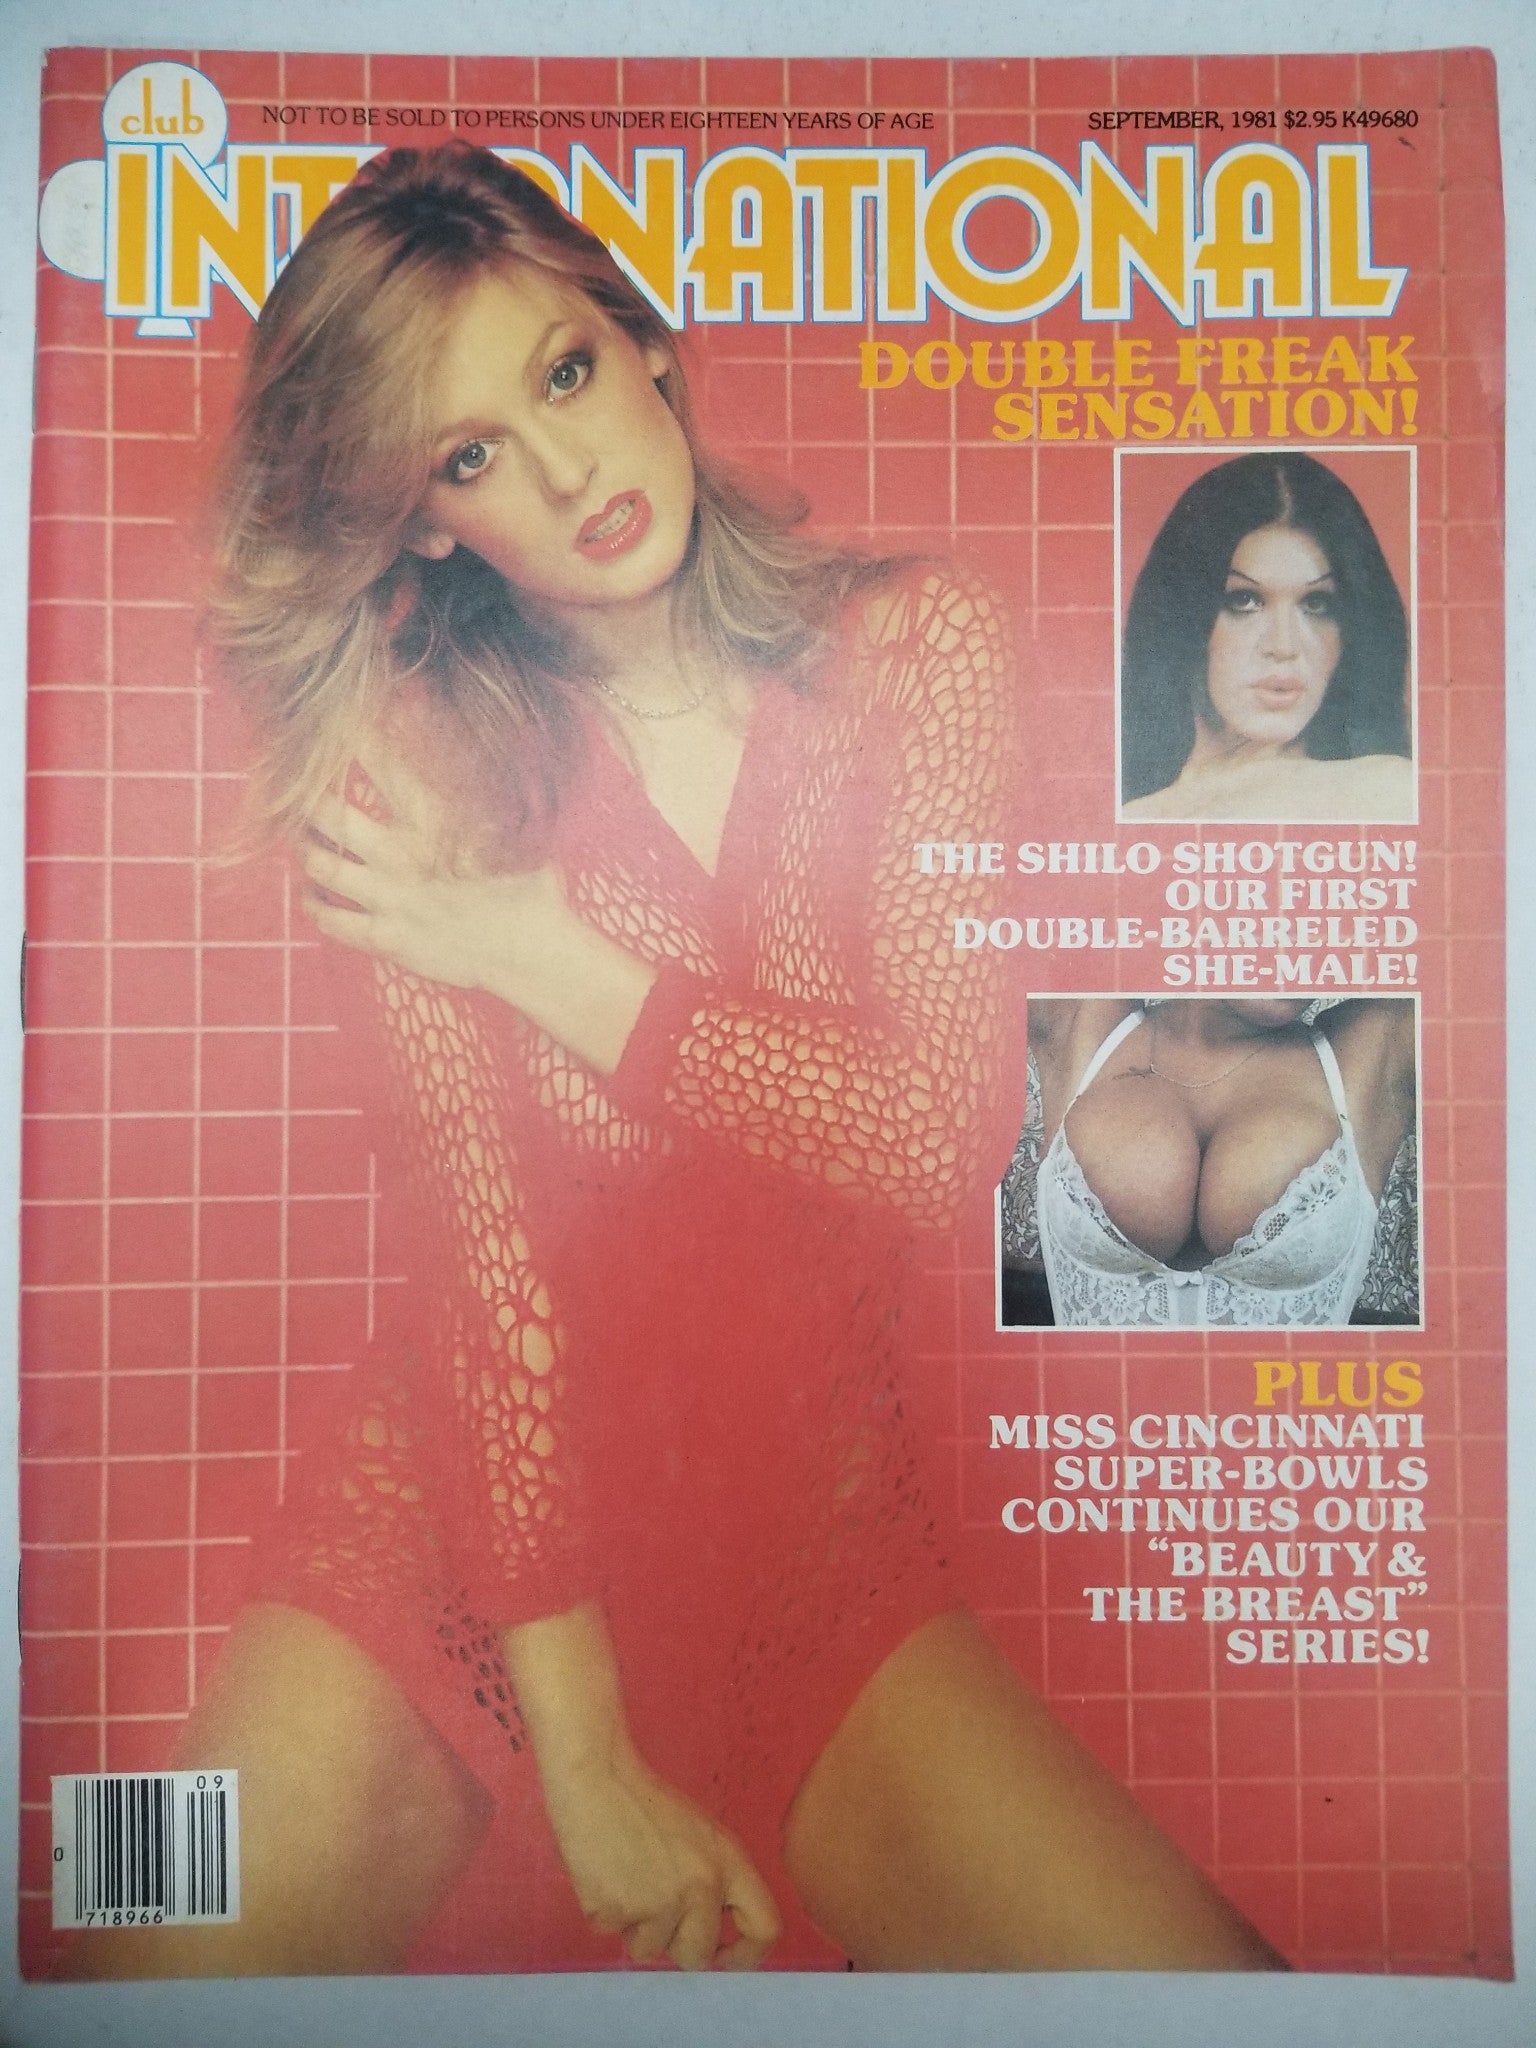 club
NOT TO BE SOLD TO PERSONS UNDER EIGHTEEN YEARS OF AGE
SEPTEMBER, 1981 $2.95 K49680
INTERNATIONAL
DOUBLE FREAK
SENSATION!
THE SHILO SHOTGUN!
OUR FIRST
DOUBLE-BARRELED
SHE-MALE!
PLUS
MISS CINCINNATI
SUPER-BOWLS
CONTINUES OUR
“BEAUTY &
THE BREAST”
SERIES!
09
0
718966